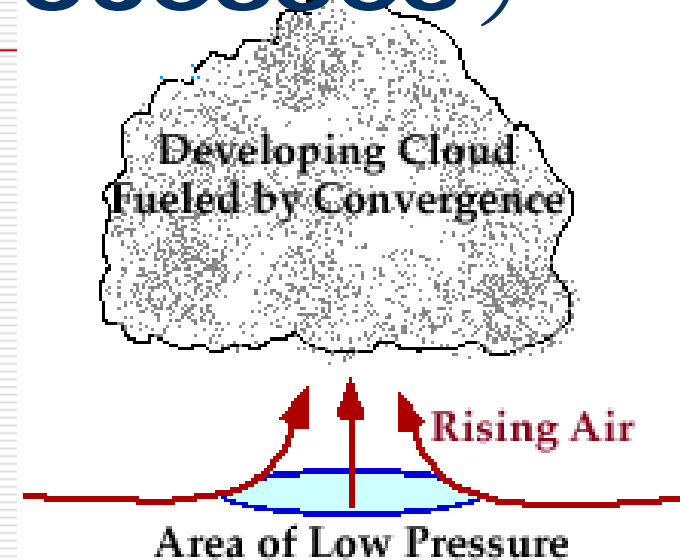 Developing Cloud
Fueled by Convergence
Rising Air
Area of Low Pressure